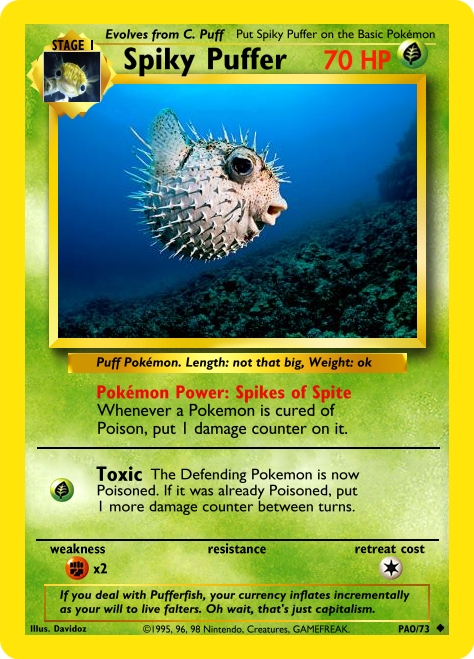 Evolves from C. Puff Put Spiky Puffer on the Basic Pokémon
STAGE 1
Spiky Puffer 70 HP
Puff Pokémon. Length: not that big, Weight: ok
Pokémon Power: Spikes of Spite
Whenever a Pokemon is cured of
Poison, put 1 damage counter on it.
Toxic The Defending Pokemon is now
Poisoned. If it was already Poisoned, put
1 more damage counter between turns.
weakness resistance retreat cost
x2
If you deal with Pufferfish, your currency inflates incrementally
as your will to live falters. Oh wait, that's just capitalism.
Illus. Davidoz ©1995, 96, 98 Nintendo, Creatures, GAMEFREAK. PAO/73